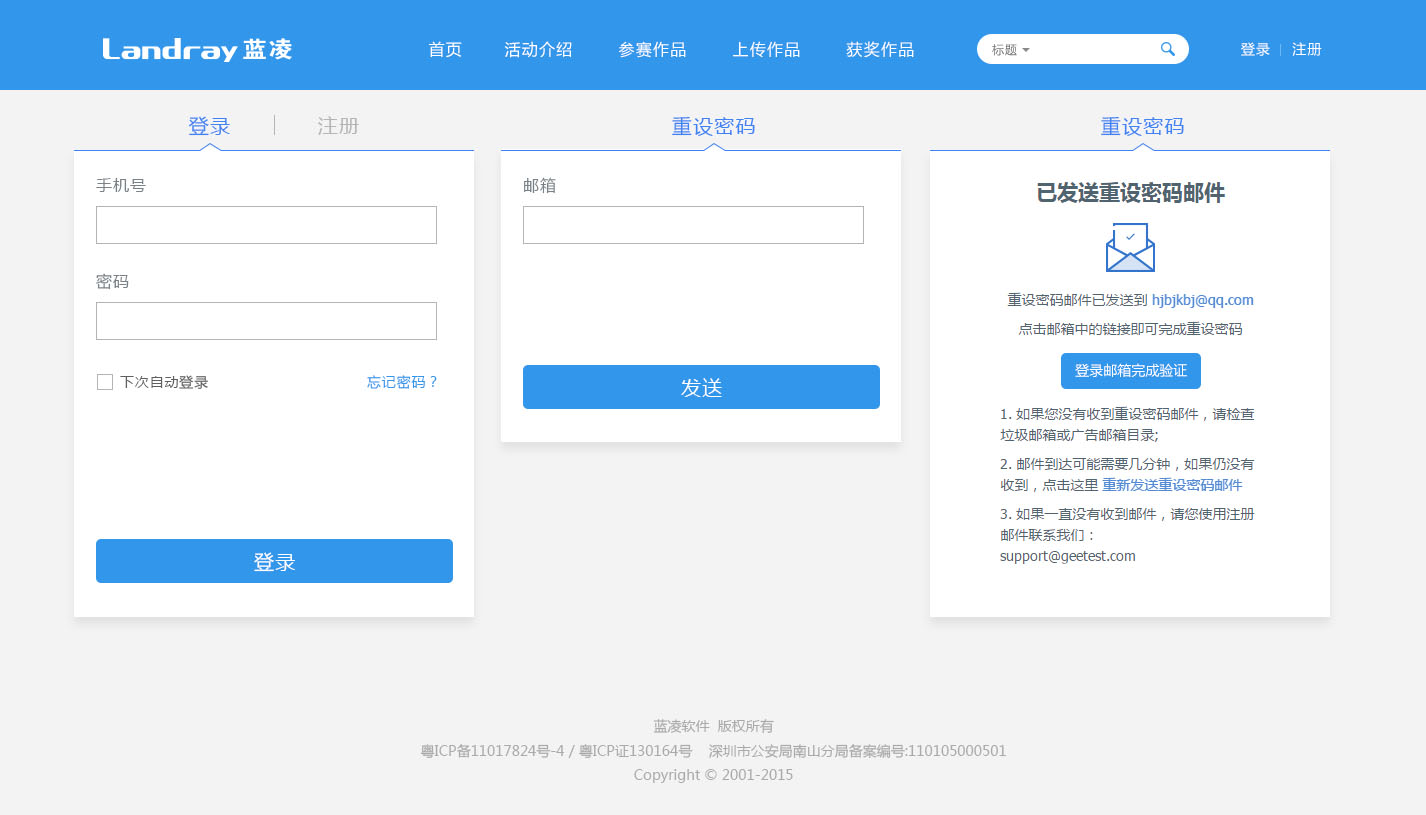 Landray 蓝凌
首页 活动介绍 参赛作品 上传作品 获奖作品
标题
登录 | 注册
登录 | 注册
手机号
密码
下次自动登录 忘记密码？
登录
重设密码
邮箱
发送
重设密码
已发送重设密码邮件
重设密码邮件已发送到 hjbjkbj@qq.com
点击邮箱中的链接即可完成重设密码
登录邮箱完成验证
1. 如果您没有收到重设密码邮件，请检查
垃圾邮箱或广告邮箱目录;
2. 邮件到达可能需要几分钟，如果仍没有
收到，点击这里 重新发送重设密码邮件
3. 如果一直没有收到邮件，请您使用注册
邮件联系我们：
support@geetest.com
蓝凌软件 版权所有
粤ICP备11017824号-4 / 粤ICP证130164号 深圳市公安局南山分局备案编号:110105000501
Copyright © 2001-2015